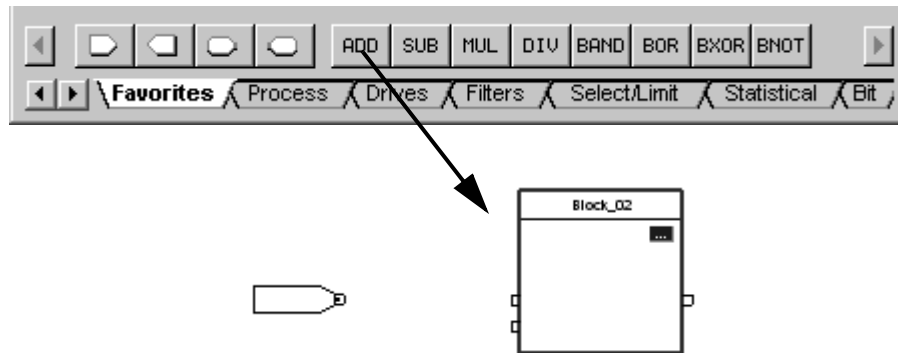 ADD SUB MUL DIV BAND BOR BXOR BNOT
Favorites Process Drives Filters Select/Limit Statistical Bit
Block_02
...